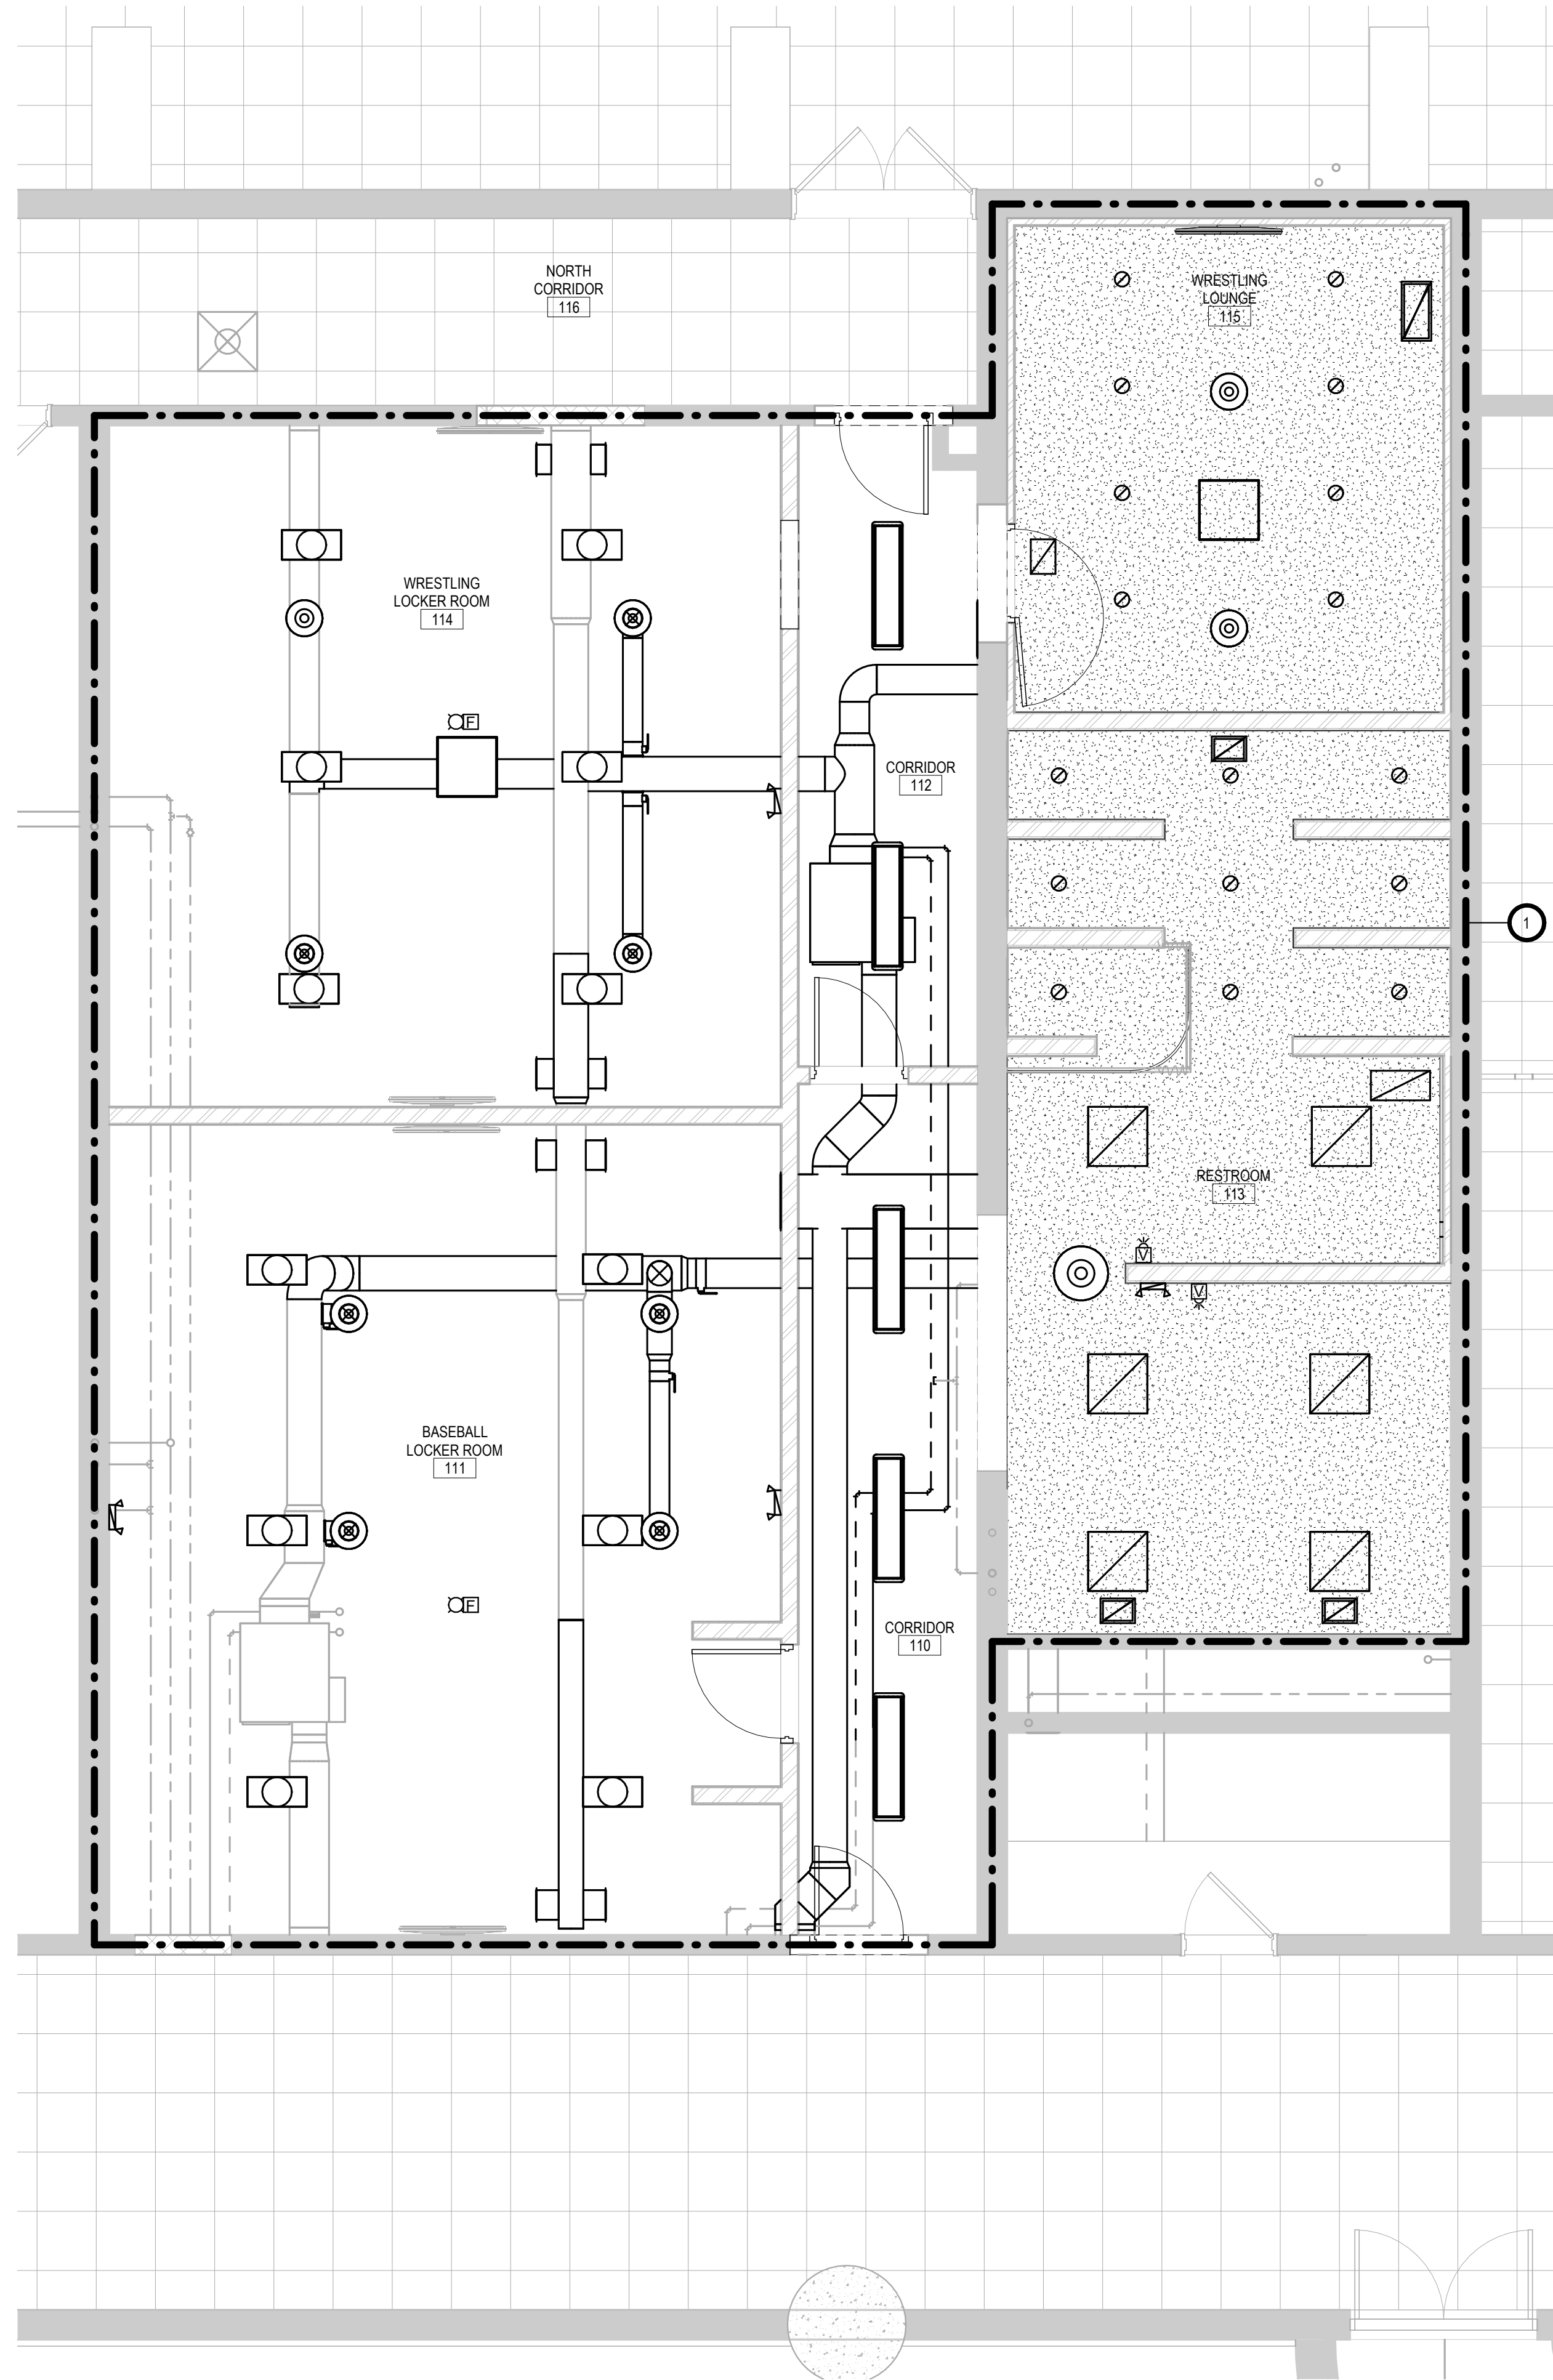 NORTH
CORRIDOR
116
WRESTLING
LOUNGE
115
WRESTLING
LOCKER ROOM
114
F
CORRIDOR
112
1
RESTROOM
113
V
V
BASEBALL
LOCKER ROOM
111
F
CORRIDOR
110